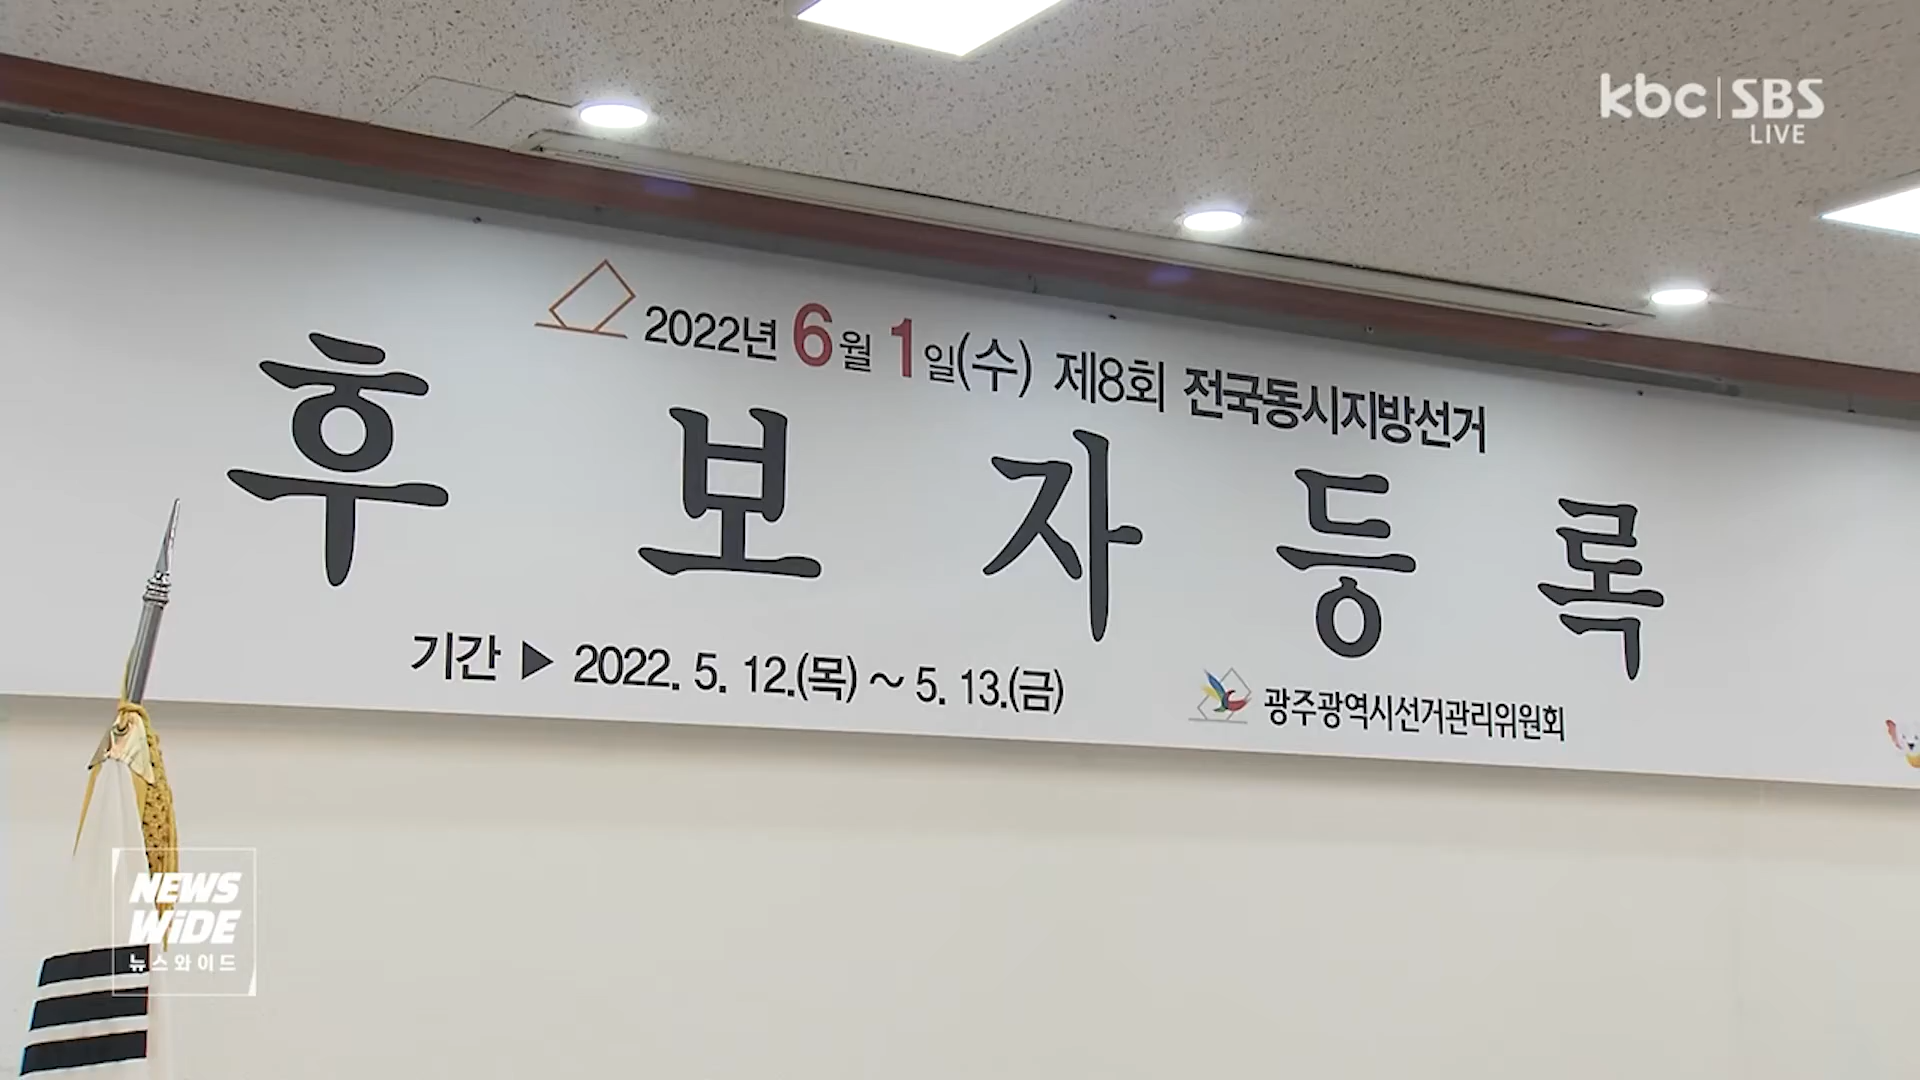 kbc | SBS
LIVE
2022년 6월 1일(수) 제8회 전국동시지방선거
후보자등록
기간 ▶ 2022. 5. 12.(목) ~ 5. 13.(금)
광주광역시선거관리위원회
NEWS
WiDE
뉴스와이드